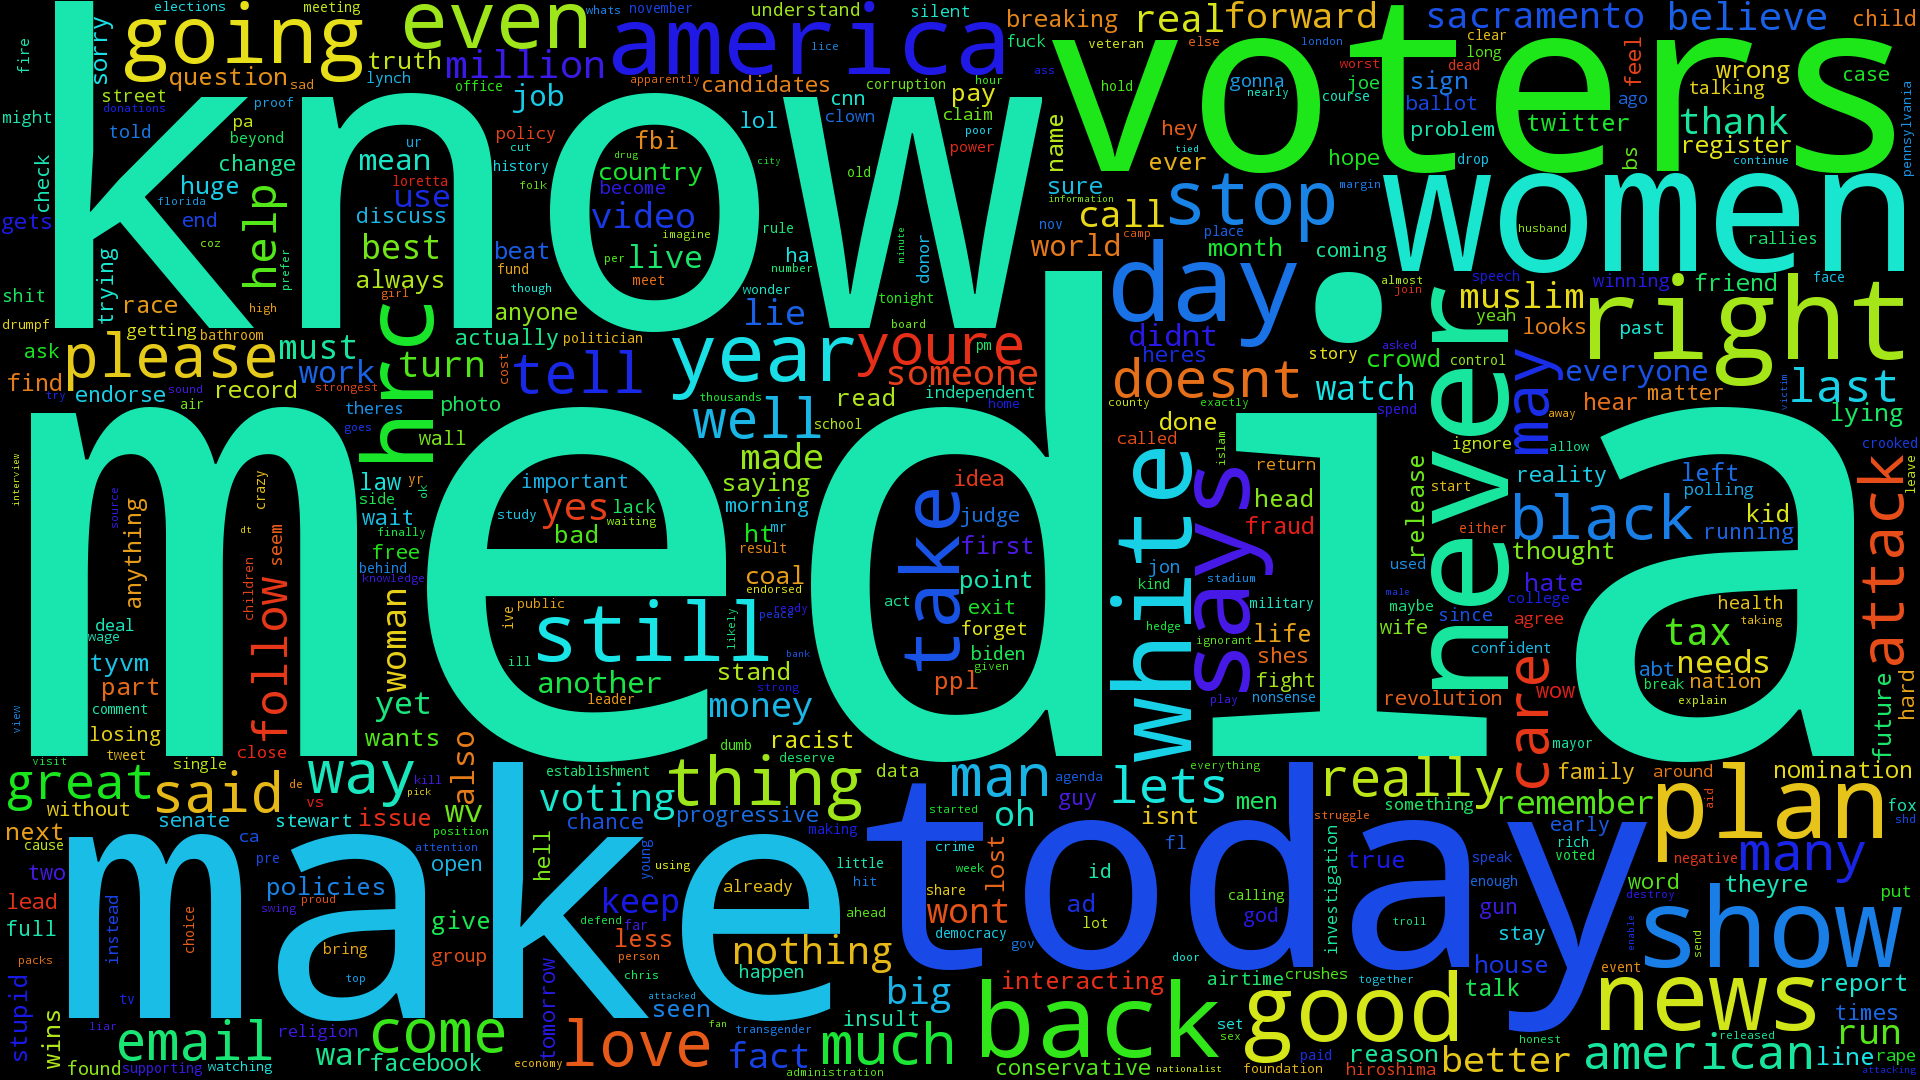 elections
meeting
whats
november
understand
silent
breaking
real
forward
sacramento
believe
child
fire
sorry
going
even
america
voters
truth
million
question
sad
lynch
office
apparently
lice
candidates
corruption
hour
fuck
veteran
else
london
clear
long
dead
worst
joe
feel
wrong
talking
case
street
donations
proof
job
cnn
clown
pay
claim
ass
hold
gonna
nearly
course
sign
ballot
ago
might
told
pa
beyond
change
know
ur
mean
policy
cut
history
fbi
drug
country
lol
poor
power
name
hey
tied
ever
hope
problem
twitter
drop
lbs
thank
register
continue
pennsylvania
check
huge
florida
end
coz
help
prefer
loretta
use
discuss
best
always
girl
folk
become
video
imagine
per
live
meet
city
old
rule
ha
number
wonder
donor
minute
tonight
board
sure
information
call
nov
world
camp
stop
place
month
margin
coming
women
husband
rallies
gets
shit
drumpf
trying
race
getting
high
bathroom
beat
fund
though
anyone
actually
politician
lie
year
youre
pm
someone
independent
day
didnt
heres
almost
join
speech
winning
friend
face
muslim
yeah
looks
past
right
ask
find
please
try
endorse
sound
air
record
must
work
strongest
theres
goes
hrc
turn
photo
wall
cost
tell
thousands
home
well
school
read
doesnt
county
exactly
story
asked
crowd
control
watch
spend
never
may
everyone
hear
matter
away
victim
last
lying
media
interview
anything
source
crazy
dt
law
side
yr
ok
wait
finally
free
behind
knowledge
important
study
yes
lack
waiting
bad
made
saying
morning
ht
mr
result
coal
endorsed
ready
peace
idea
judge
take
first
point
act
exit
forget
biden
given
ppl
done
called
white
jon
kind
hedge
says
islam
return
head
fraud
stadium
military
ignorant
life
shes
fight
nonsense
play
release
ignore
start
either
used
maybe
wife
male
since
allow
reality
black
left
polling
kid
running
thought
hate
college
agree
confident
crooked
leave
attack
health
taking
tax
abt
needs
break
nation
explain
revolution
care
wow
mayor
hard
future
deal
wage
tyvm
part
comment
losing
tweet
view
follow
seem
children
close
woman
yet
wants
ive
public
still
ill
another
leader
likely
bank
stand
strong
money
dumb
racist
deserve
visit
single
great
without
said
de
way
vs
stewart
issue
kill
pick
also
wv
position
establishment
voting
chance
progressive
thing
making
data
man
started
agenda
guy
oh
everything
lets
isnt
men
struggle
really
something
remember
family
around
aid
plan
nomination
fox
shd
next
cause
senate
two
ca
pre
make
attention
open
hell
young
using
already
little
hit
crime
week
share
lost
id
fl
today
investigation
true
early
rich
voted
speak
enough
negative
many
word
destroy
theyre
put
lead
full
packs
instead
choice
policies
swing
proud
bring
top
give
group
keep
defend
far
less
person
chris
ahead
nothing
happen
wont
democracy
ad
lot
gov
calling
god
door
troll
gun
stay
house
talk
enable
show
send
event
stupid
tv
liar
wins
email
religion
watching
supporting
found
war
come
facebook
tomorrow
economy
love
attacked
seen
fan
transgender
fact
administration
big
insult
much
interacting
back
conservative
nationalist
airtime
crushes
together
set
sex
good
paid
foundation
reason
hiroshima
better
honest
news
released
american
report
times
run
line
rape
attacking